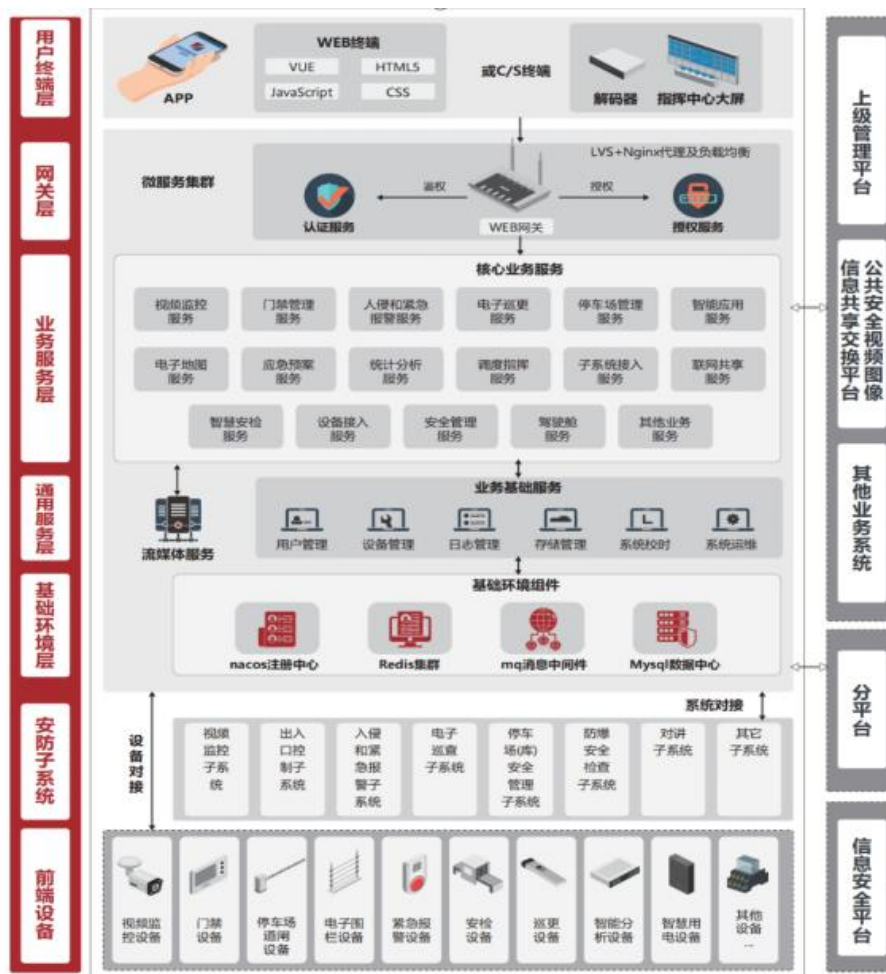 用户终端层
APP
WEB终端
VUE
HTML5
JavaScript
CSS
或C/S终端
解码器
指挥中心大屏
网关层
微服务集群
LVS+Nginx代理及负载均衡
鉴权
授权
认证服务
WEB网关
授权服务
业务服务层
核心业务服务
视频监控
服务
门禁管理
服务
人侵和紧急
报警服务
电子巡更
服务
停车场管理
服务
智能应用
服务
电子地图
服务
应急预案
服务
统计分析
服务
调度指挥
服务
子系统接入
服务
联网共享
服务
智慧安检
服务
设备接入
服务
安全管理
服务
驾驶舱
服务
其他业务
服务
通用服务层
流媒体服务
业务基础服务
用户管理
设备管理
日志管理
存储管理
系统校时
系统运维
基础环境层
基础环境组件
nacos注册中心
Redis集群
mq消息中间件
Mysql数据中心
系统对接
设备对接
安防子系统
视频
监控
子系
统
出入
口控
制子
系统
入侵
和紧
急报
警子
系统
电子
巡查
子系统
停车
场(库)
安全
管理
子系统
防爆
安全
检查
子系统
对讲
子系统
其它
子系统
前端设备
视频监
控设备
门禁
设备
停车场
道闸
设备
电子围
栏设备
紧急报
警设备
安检
设备
巡更
设备
智能分
析设备
智慧用
电设备
其他
设备
...
上级管理平台
公共安全视频图像
信息共享交换平台
其他业务系统
分平台
信息安全平台